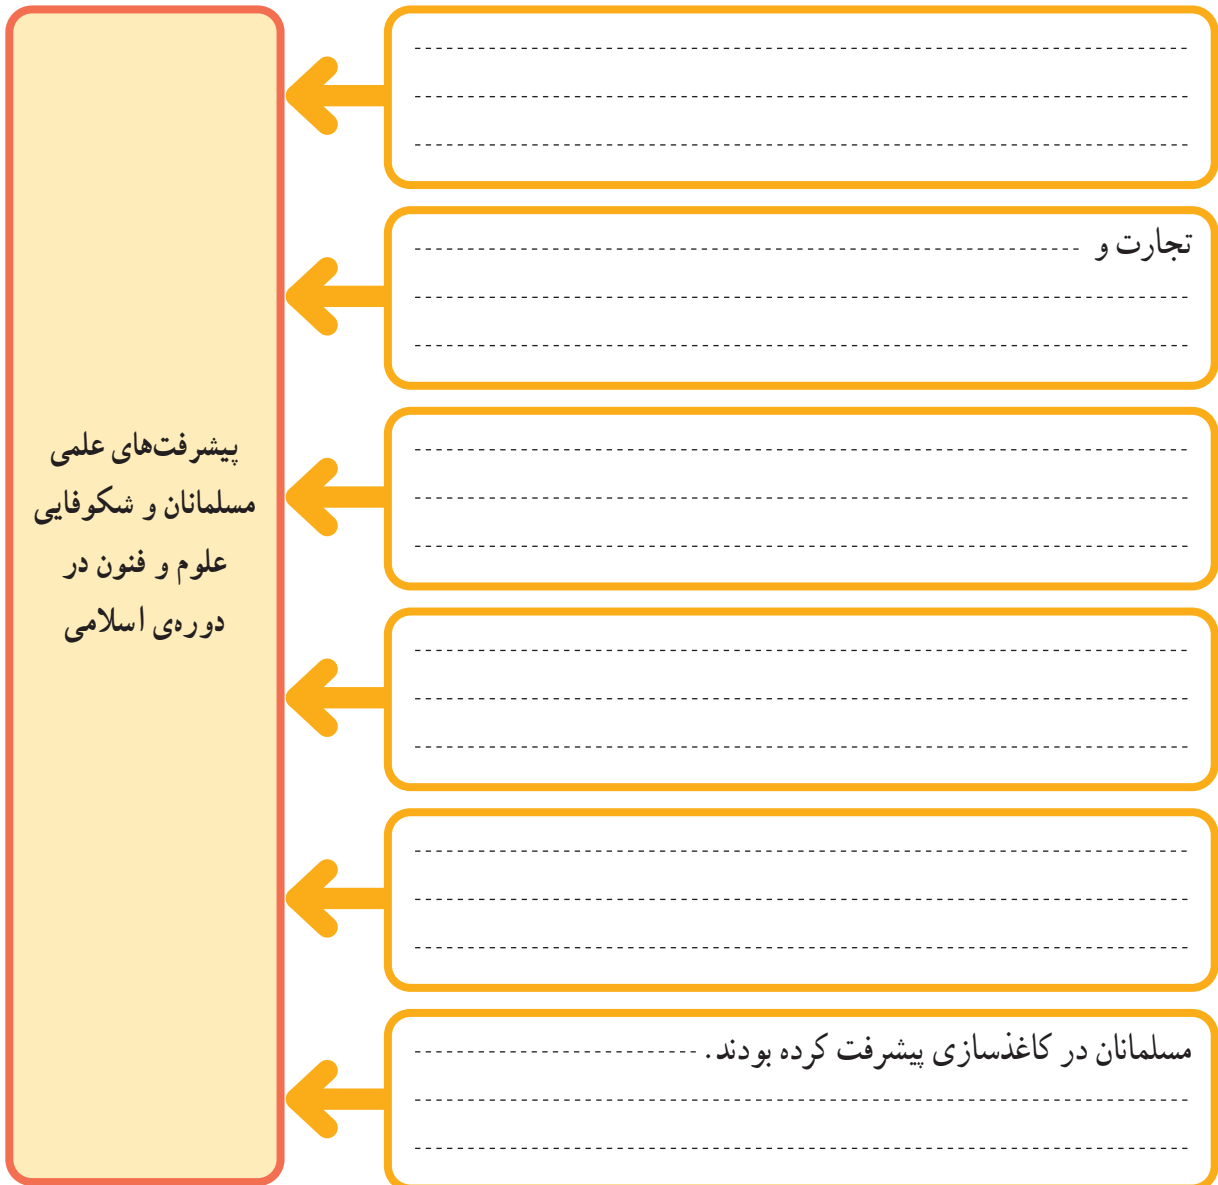 تجارت و
پیشرفت‌های علمی
مسلمانان و شکوفایی
علوم و فنون در
دوره‌ی اسلامی
مسلمانان در کاغذسازی پیشرفت کرده بودند.